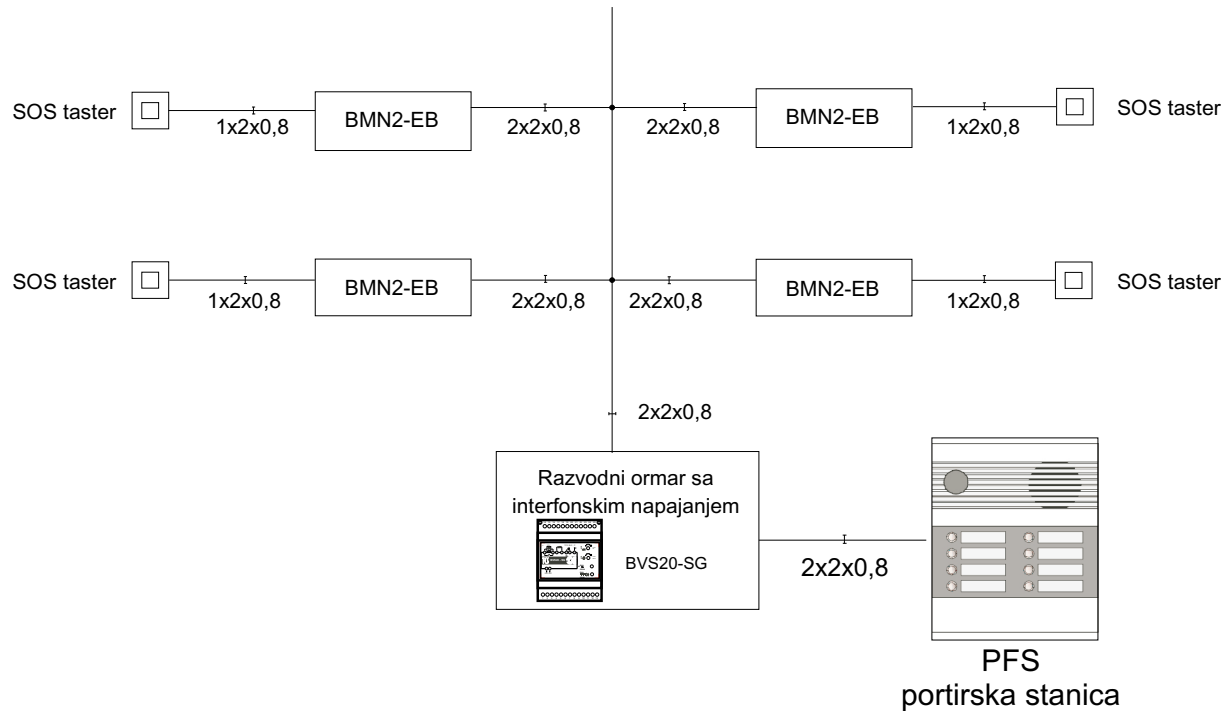 SOS taster
1x2x0,8
BMN2-EB
2x2x0,8
2x2x0,8
BMN2-EB
1x2x0,8
SOS taster
SOS taster
1x2x0,8
BMN2-EB
2x2x0,8
2x2x0,8
BMN2-EB
1x2x0,8
SOS taster
2x2x0,8
Razvodni ormar sa
interfonskim napajanjem
BVS20-SG
2x2x0,8
PFS
portirska stanica